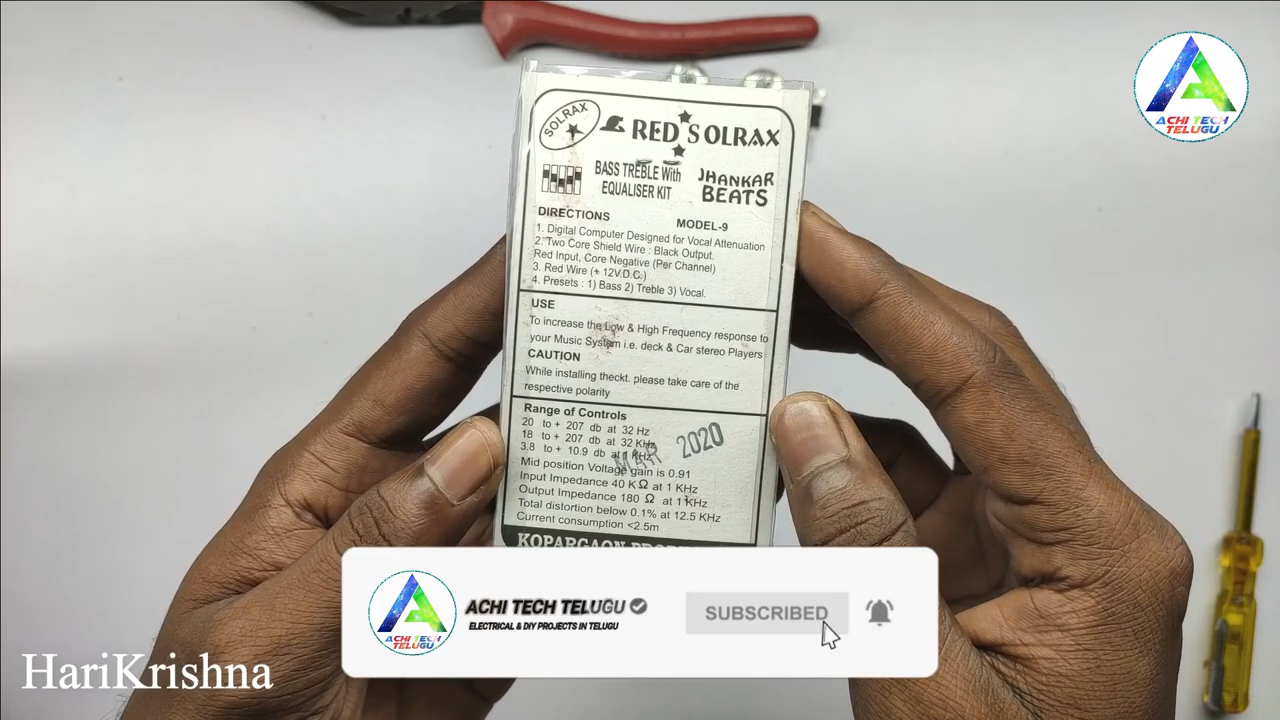 ACHI TECH
TELUGU
SOLRAX
RED SOLRAX
BASS TREBLE With
EQUALISER KIT
JHANKAR
BEATS
DIRECTIONS
MODEL-9
1. Digital Computer Designed for Vocal Attenuation
2. Two Core Shield Wire : Black Output.
Red Input, Core Negative (Per Channel)
3. Red Wire (+ 12V.D.C.)
4. Presets : 1) Bass 2) Treble 3) Vocal.
USE
To increase the Low & High Frequency response to
your Music System i.e. deck & Car stereo Players
CAUTION
While installing theckt. please take care of the
respective polarity
Range of Controls
20 to + 207 db at 32 Hz
18 to + 207 db at 32 KHz
3.8 to + 10.9 db at 1 KHz
MAR 2020
Mid position Voltage gain is 0.91
Input Impedance 40 KΩ at 1 KHz
Output Impedance 180 Ω at 1 KHz
Total distortion below 0.1% at 12.5 KHz
Current consumption <2.5m
KOPARGAON
ACHI TECH TELUGU
ELECTRICAL & DIY PROJECTS IN TELUGU
SUBSCRIBED
ACHI TECH
TELUGU
HariKrishna